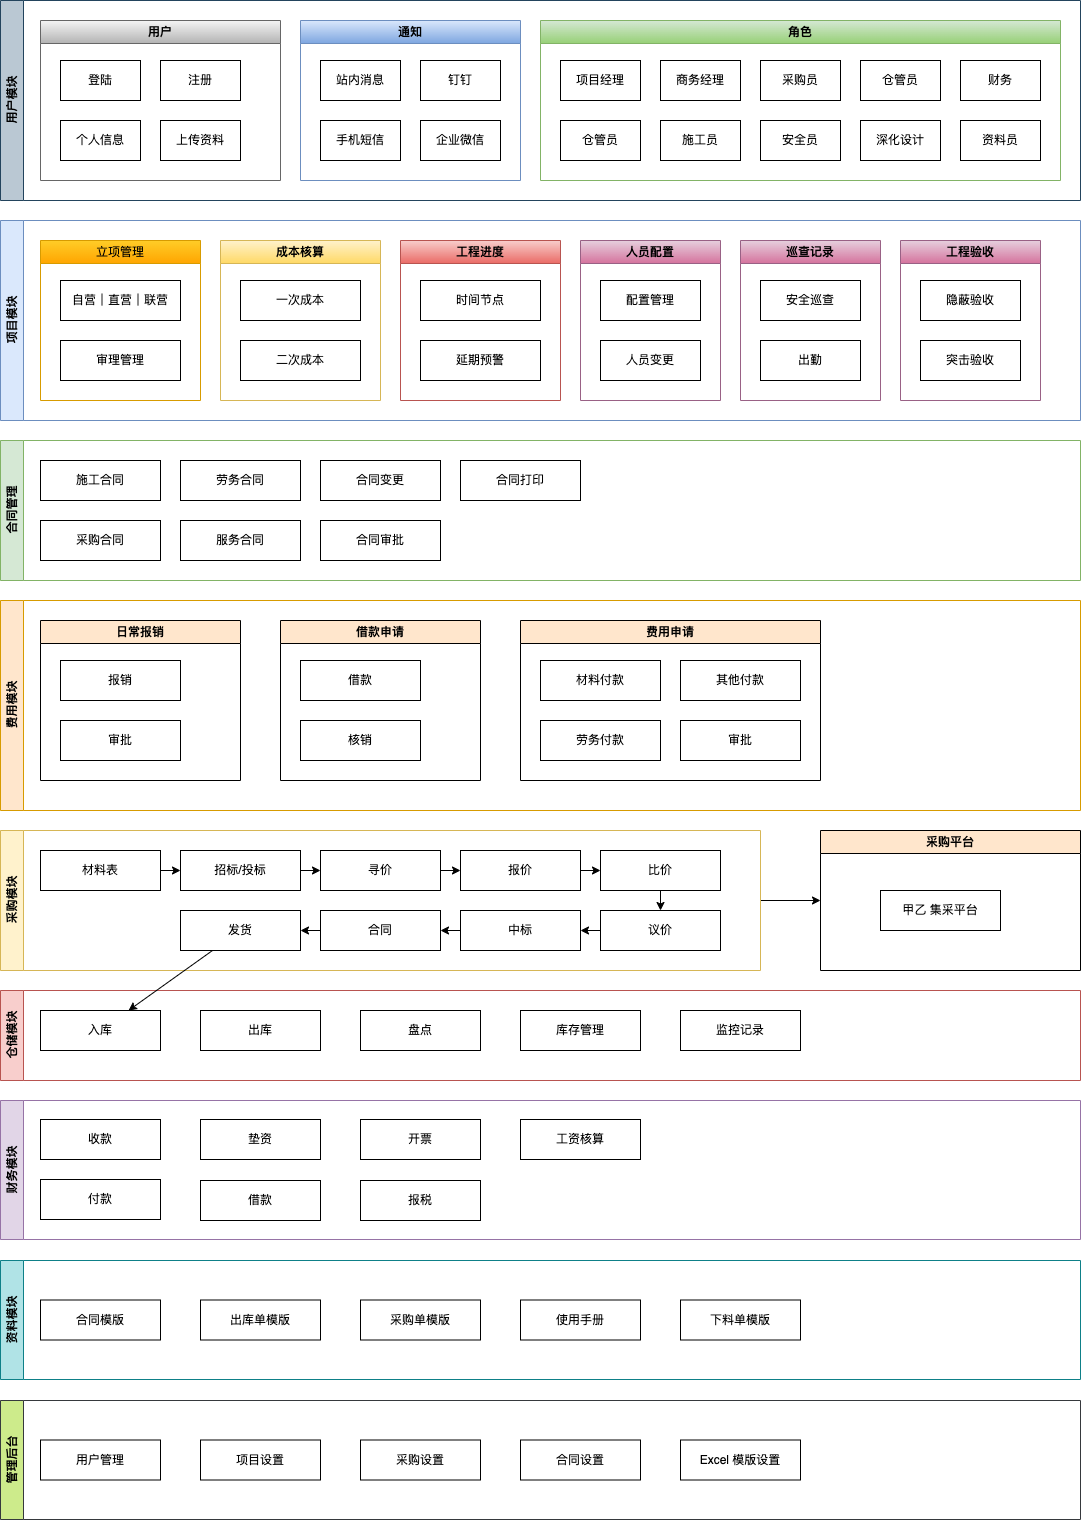 用户模块
用户
登陆
注册
个人信息
上传资料
通知
站内消息
钉钉
手机短信
企业微信
角色
项目经理
商务经理
采购员
仓管员
财务
仓管员
施工员
安全员
深化设计
资料员
项目模块
立项管理
自营｜直营｜联营
审理管理
成本核算
一次成本
二次成本
工程进度
时间节点
延期预警
人员配置
配置管理
人员变更
巡查记录
安全巡查
出勤
工程验收
隐蔽验收
突击验收
合同管理
施工合同
劳务合同
合同变更
合同打印
采购合同
服务合同
合同审批
费用模块
日常报销
报销
审批
借款申请
借款
核销
费用申请
材料付款
其他付款
劳务付款
审批
采购模块
材料表
招标/投标
寻价
报价
比价
发货
合同
中标
议价
采购平台
甲乙 集采平台
仓储模块
入库
出库
盘点
库存管理
监控记录
财务模块
收款
垫资
开票
工资核算
付款
借款
报税
资料模块
合同模版
出库单模版
采购单模版
使用手册
下料单模版
管理后台
用户管理
项目设置
采购设置
合同设置
Excel 模版设置